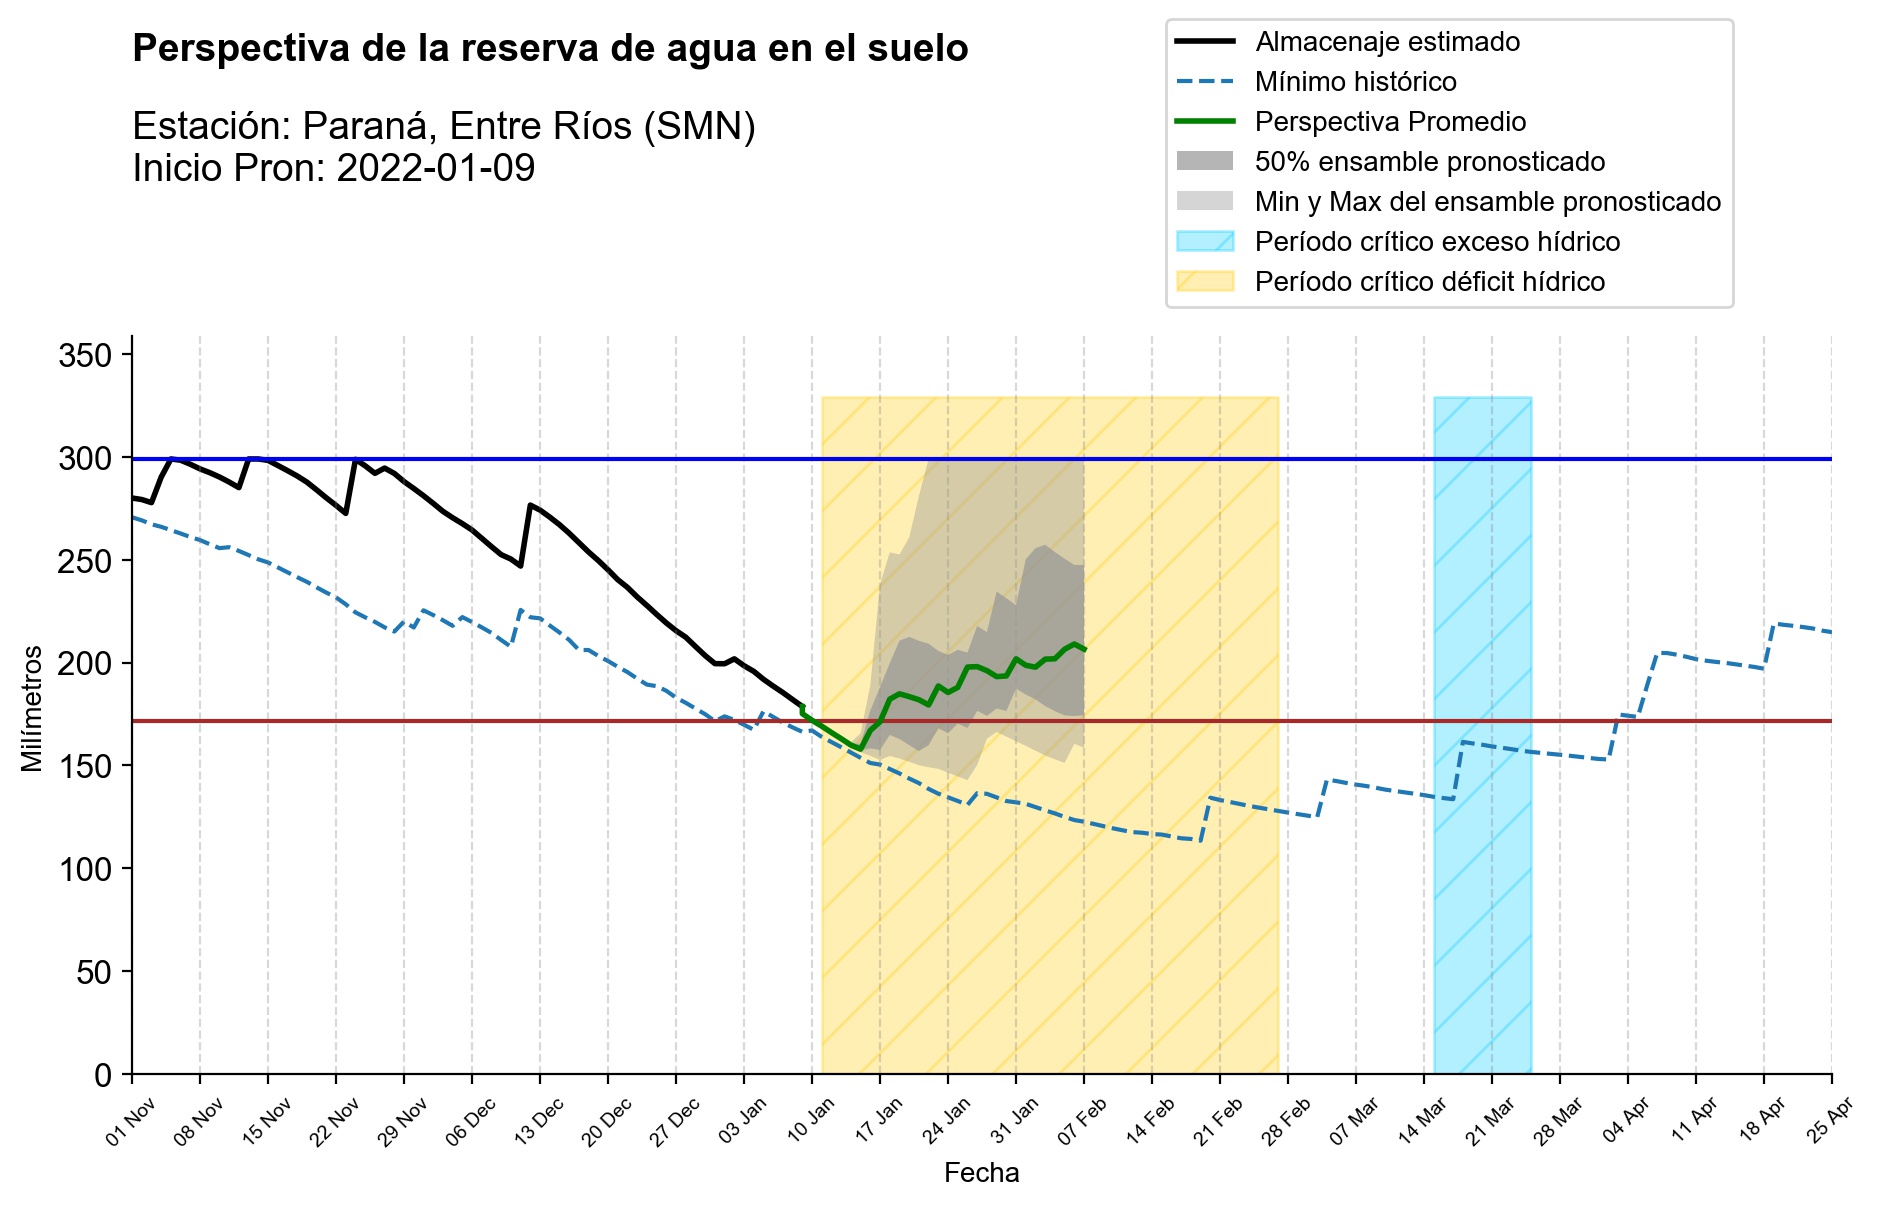 Perspectiva de la reserva de agua en el suelo
Estación: Paraná, Entre Ríos (SMN)
Inicio Pron: 2022-01-09
Almacenaje estimado
Mínimo histórico
Perspectiva Promedio
50% ensamble pronosticado
Min y Max del ensamble pronosticado
Período crítico exceso hídrico
Período crítico déficit hídrico
350
300
250
200
150
100
50
0
Milímetros
01 Nov
08 Nov
15 Nov
22 Nov
29 Nov
06 Dec
13 Dec
20 Dec
27 Dec
03 Jan
10 Jan
17 Jan
24 Jan
31 Jan
07 Feb
14 Feb
21 Feb
28 Feb
07 Mar
14 Mar
21 Mar
28 Mar
04 Apr
11 Apr
18 Apr
25 Apr
Fecha